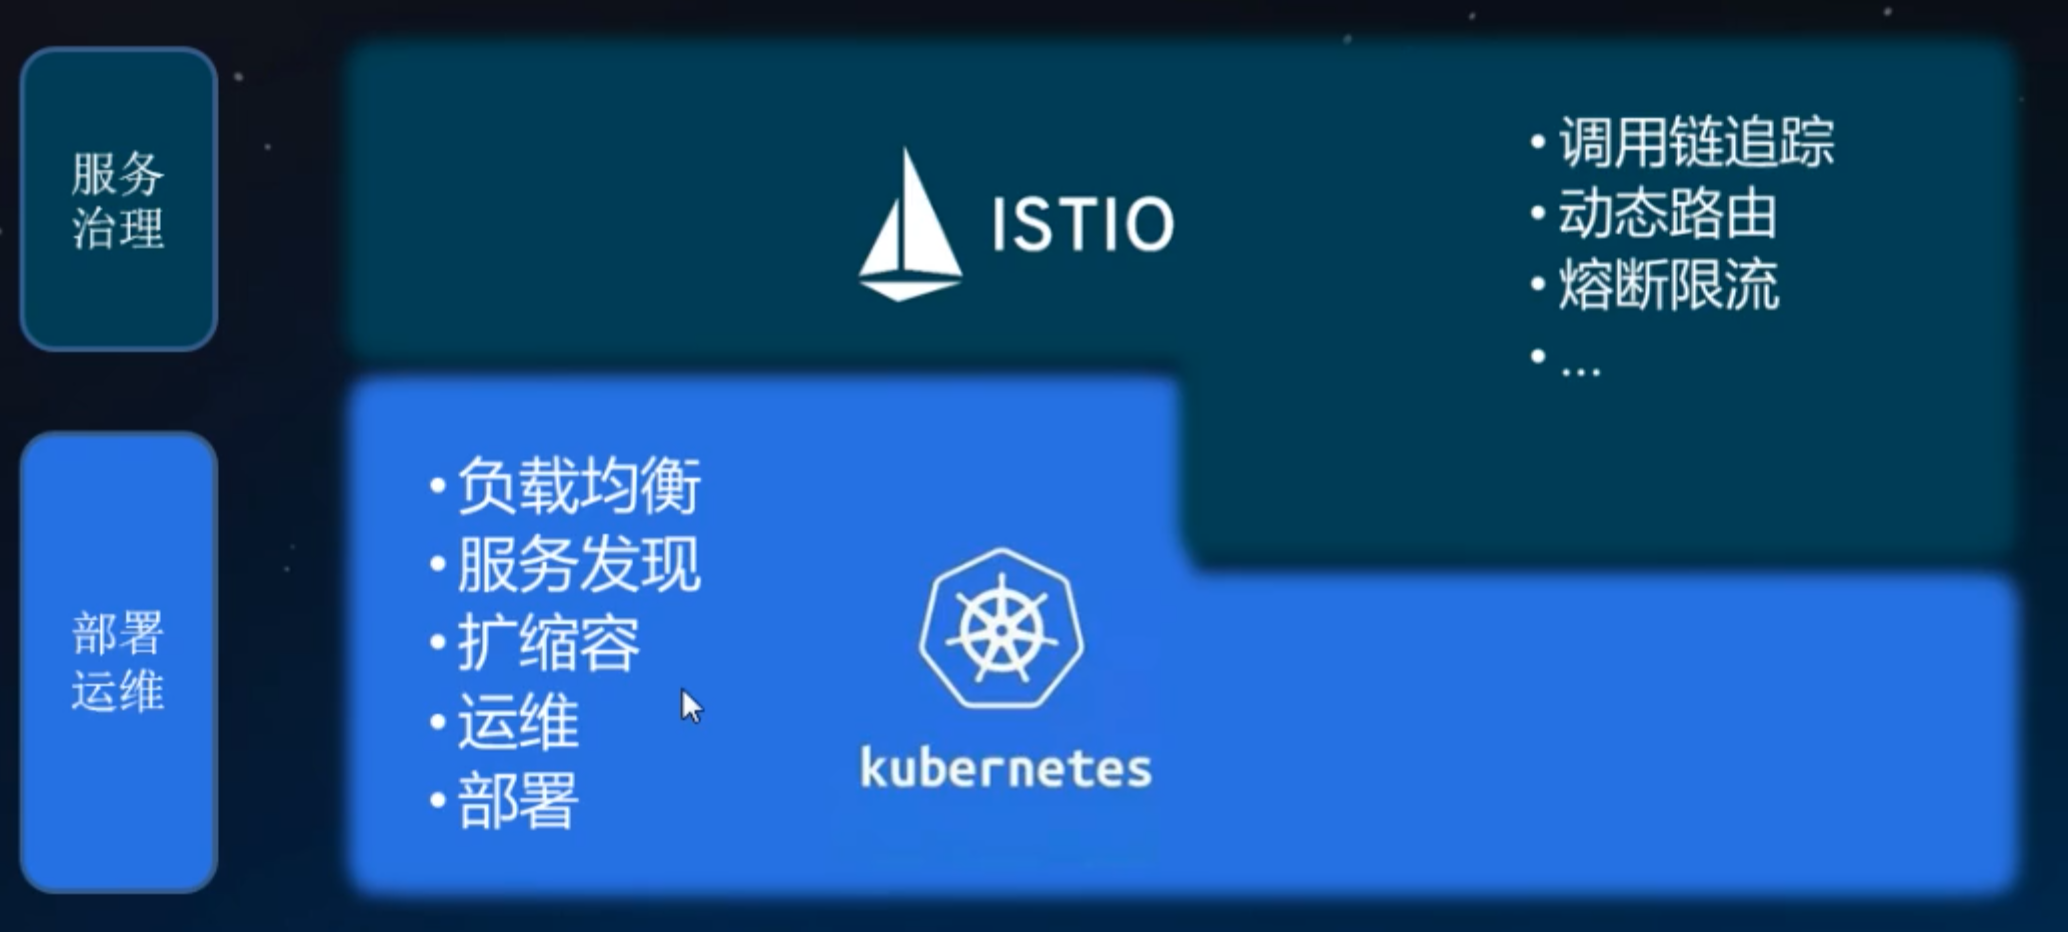 服务
治理
ISTIO
• 调用链追踪
• 动态路由
• 熔断限流
• ...
部署
运维
• 负载均衡
• 服务发现
• 扩缩容
• 运维
• 部署
kubernetes